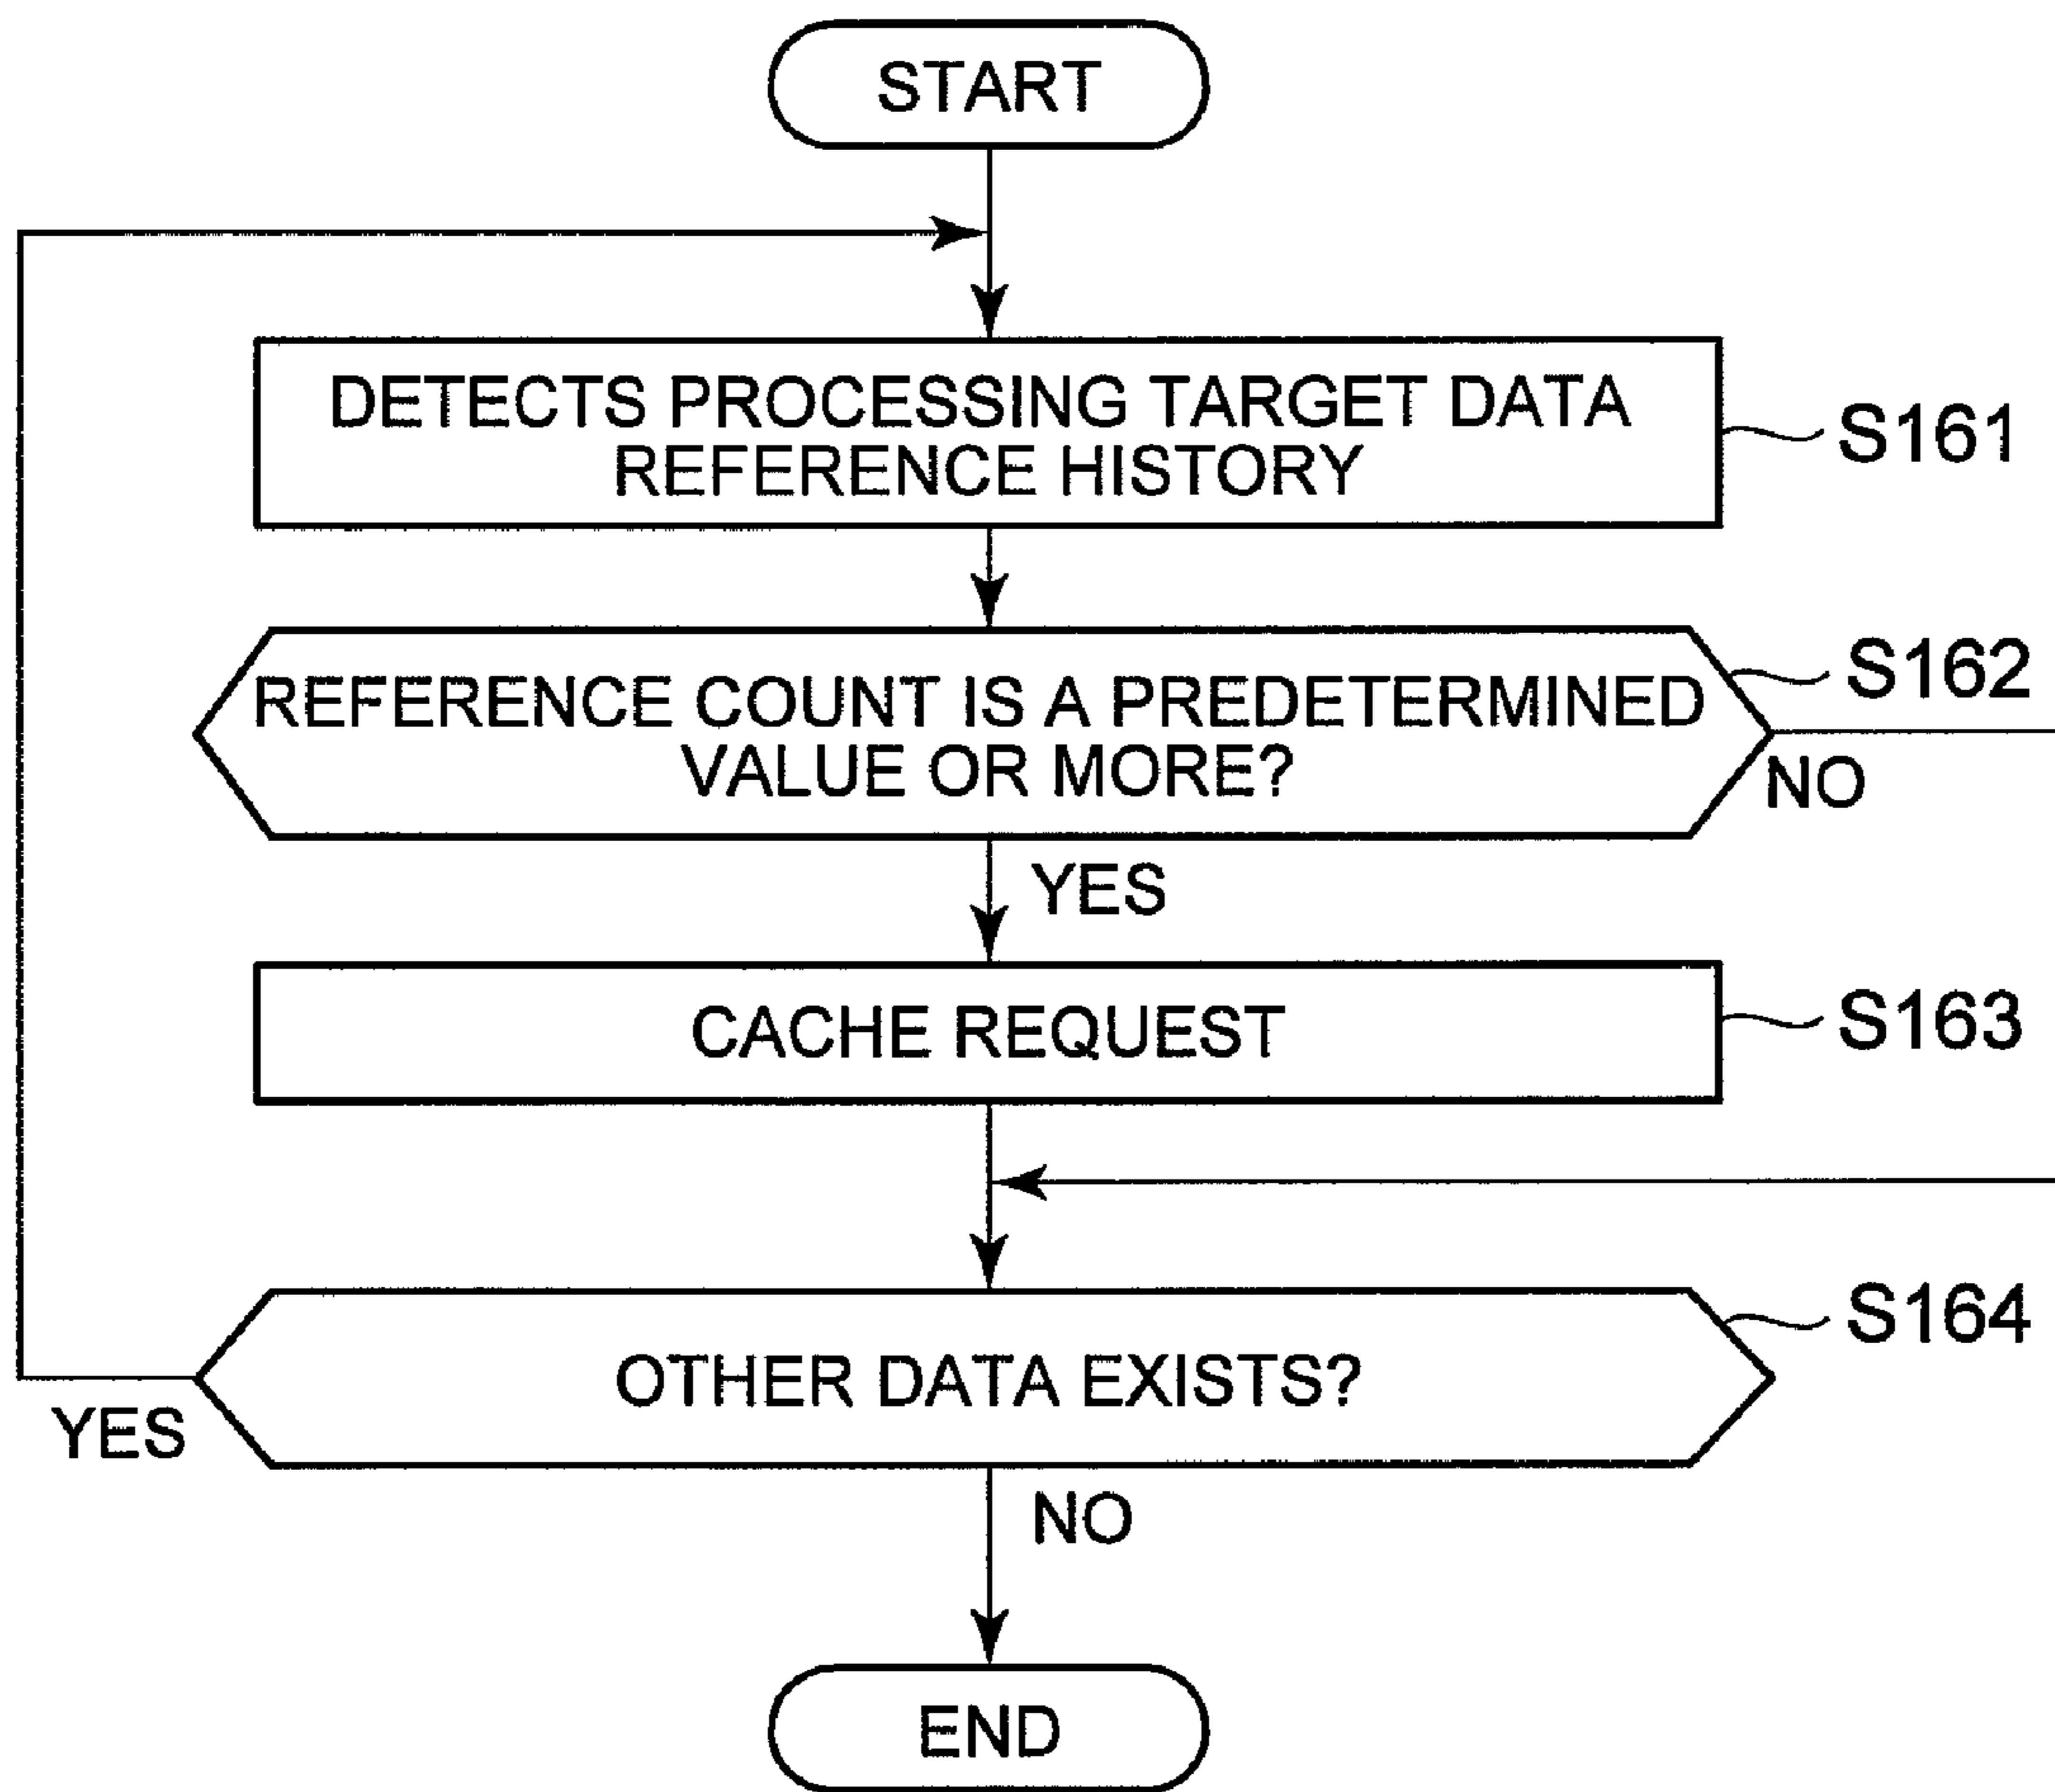 START
DETECTS PROCESSING TARGET DATA
REFERENCE HISTORY
S161
REFERENCE COUNT IS A PREDETERMINED
VALUE OR MORE?
S162
NO
YES
CACHE REQUEST
S163
OTHER DATA EXISTS?
S164
YES
NO
END